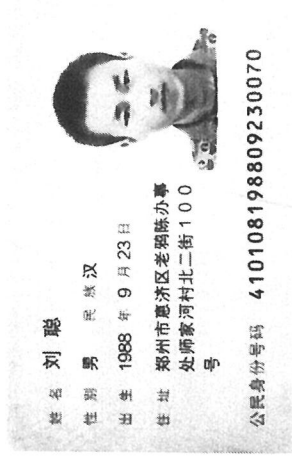 姓名 刘聪
性别 男 民族 汉
出生 1988 年 9 月 23 日
住址 郑州市惠济区老鸦陈办事
处师家河村北二街100
号
公民身份号码 410108198809230070